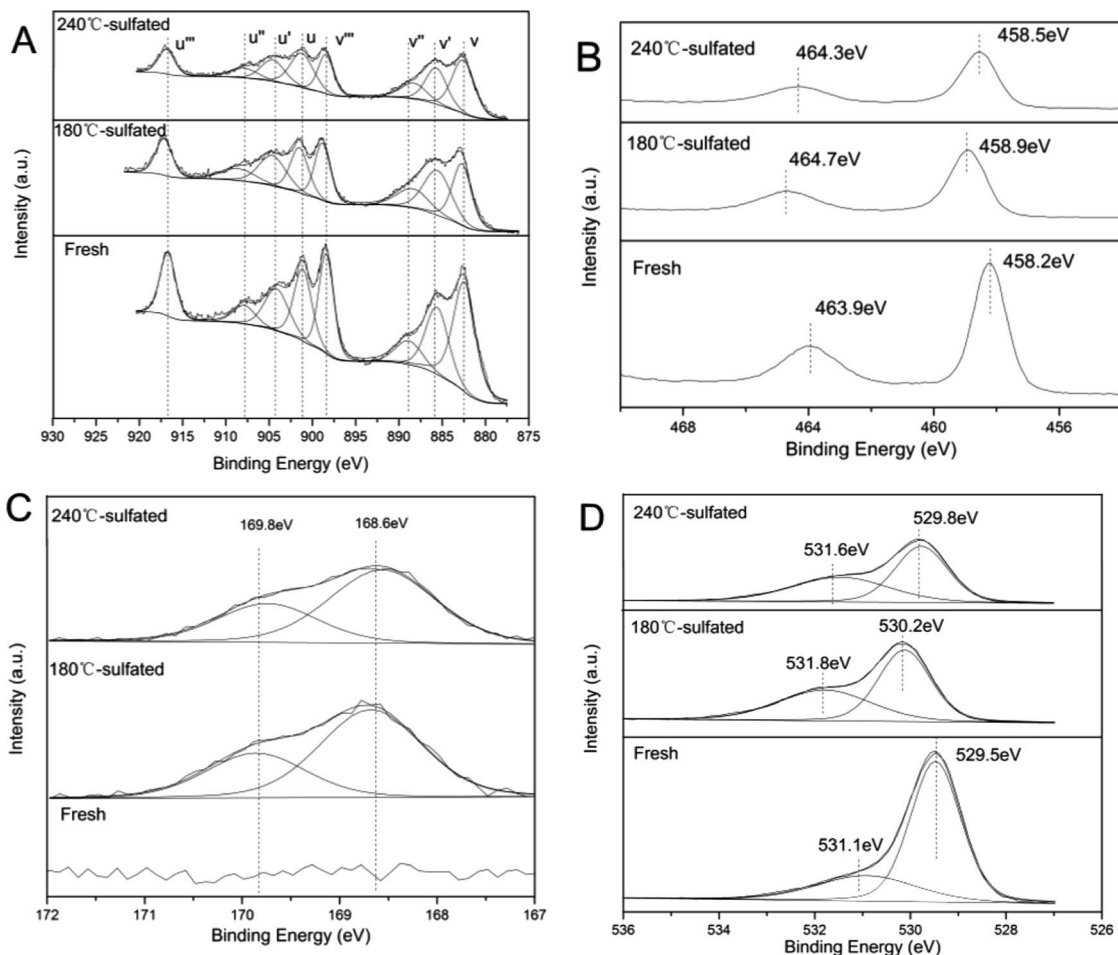 A
240℃-sulfated
u''' u'' u' u v''' v'' v' v
180℃-sulfated
Fresh
Intensity (a.u.)
930 925 920 915 910 905 900 895 890 885 880 875
Binding Energy (eV)
B
240℃-sulfated
464.3eV
458.5eV
180℃-sulfated
464.7eV
458.9eV
Fresh
463.9eV
458.2eV
Intensity (a.u.)
468 464 460 456
Binding Energy (eV)
C
240℃-sulfated
169.8eV
168.6eV
180℃-sulfated
Fresh
Intensity (a.u.)
172 171 170 169 168 167
Binding Energy (eV)
D
240℃-sulfated
531.6eV
529.8eV
180℃-sulfated
531.8eV
530.2eV
Fresh
531.1eV
529.5eV
Intensity (a.u.)
536 534 532 530 528 526
Binding Energy (eV)